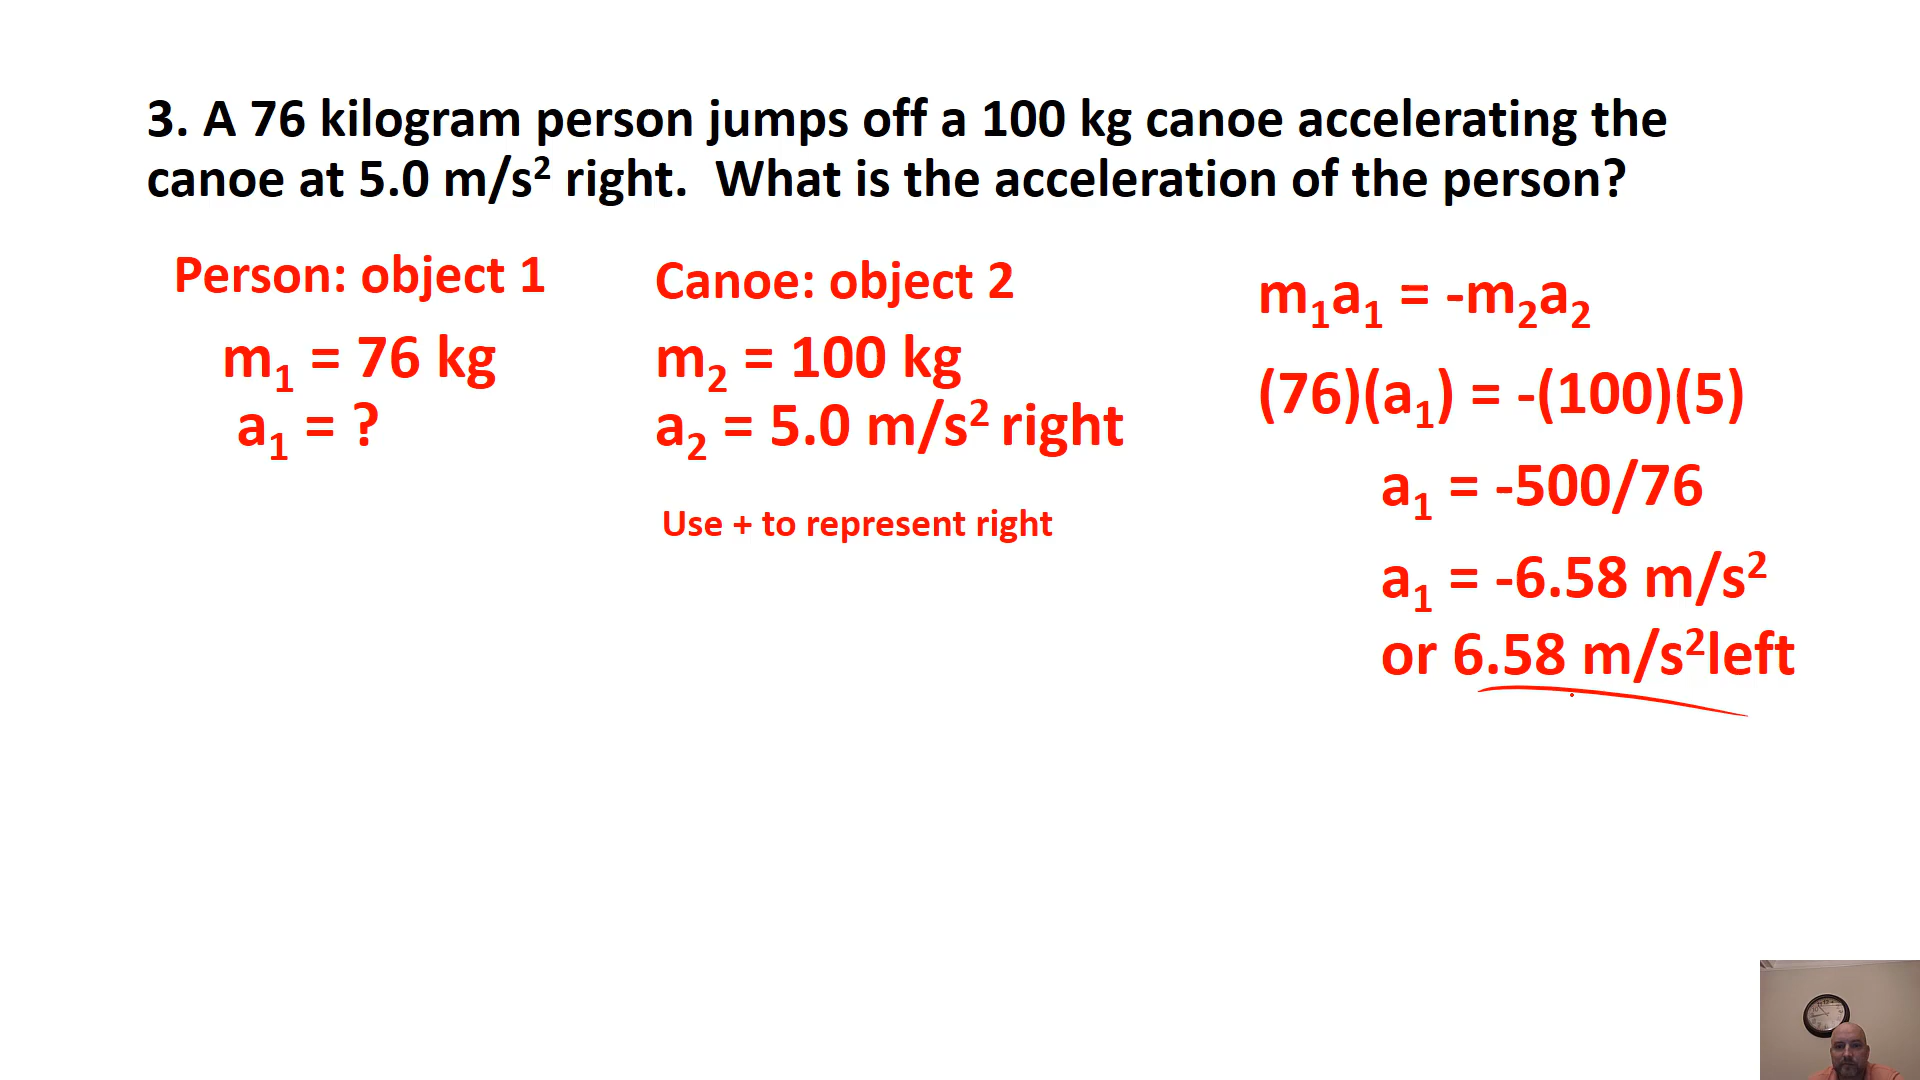 3. A 76 kilogram person jumps off a 100 kg canoe accelerating the
canoe at 5.0 m/s² right.  What is the acceleration of the person?
Person: object 1
m₁ = 76 kg
a₁ = ?
Canoe: object 2
m₂ = 100 kg
a₂ = 5.0 m/s² right
Use + to represent right
m₁a₁ = -m₂a₂
(76)(a₁) = -(100)(5)
a₁ = -500/76
a₁ = -6.58 m/s²
or 6.58 m/s²left